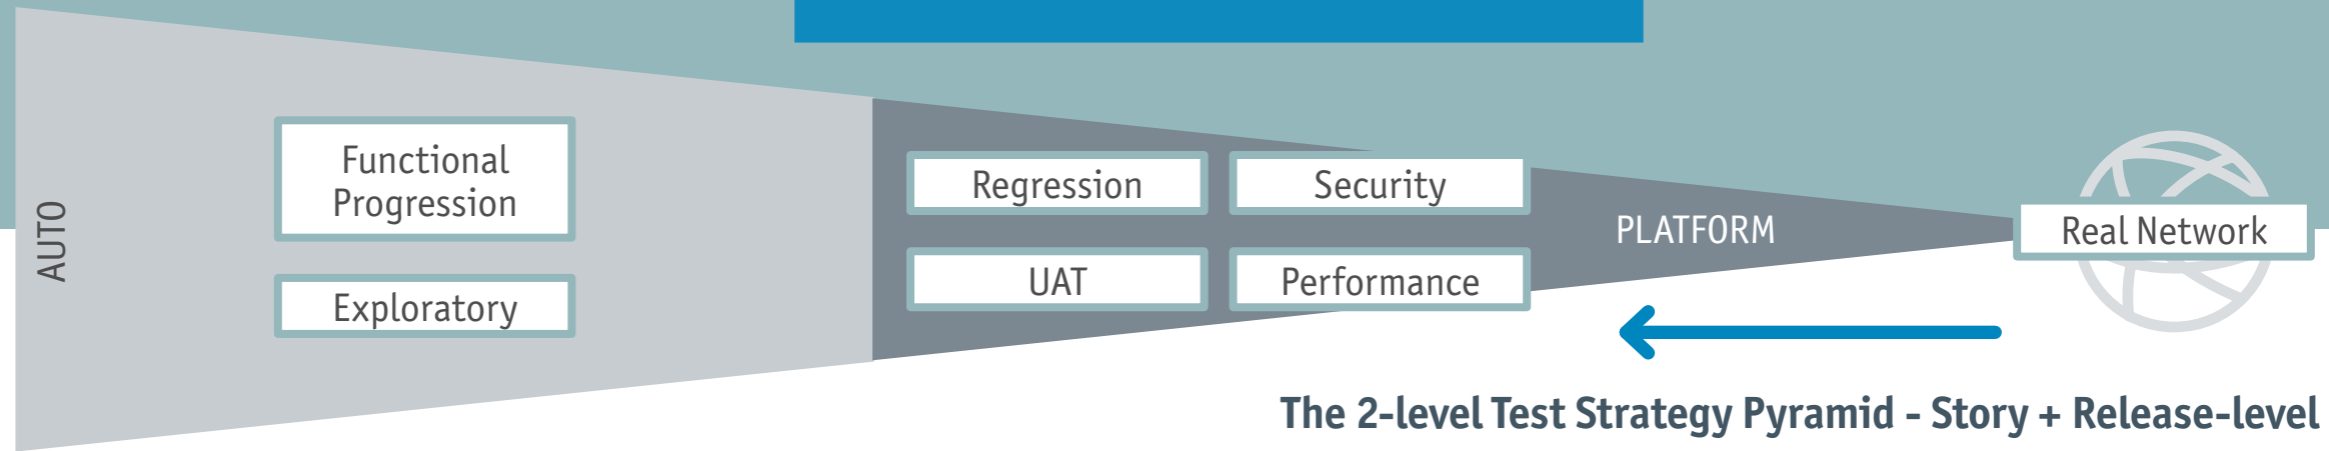 AUTO
Functional
Progression
Exploratory
Regression
Security
UAT
Performance
PLATFORM
Real Network
The 2-level Test Strategy Pyramid - Story + Release-level